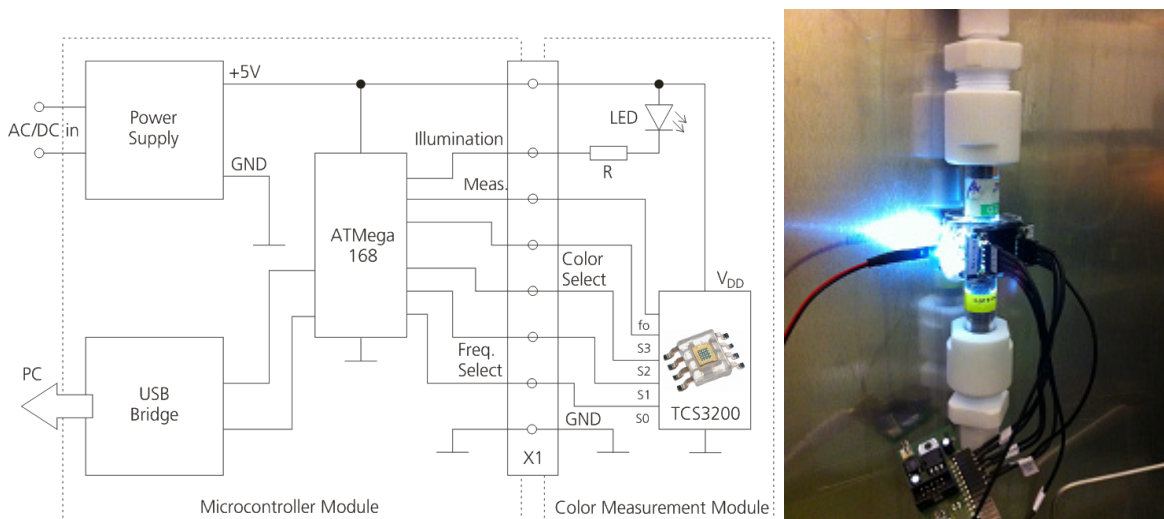 +5V
Power
Supply
AC/DC in
GND
LED
Illumination
R
Meas.
ATMega
168
Color
Select
VDD
fo
S3
S2
S1
S0
Freq.
Select
TCS3200
PC
USB
Bridge
GND
X1
Microcontroller Module
Color Measurement Module